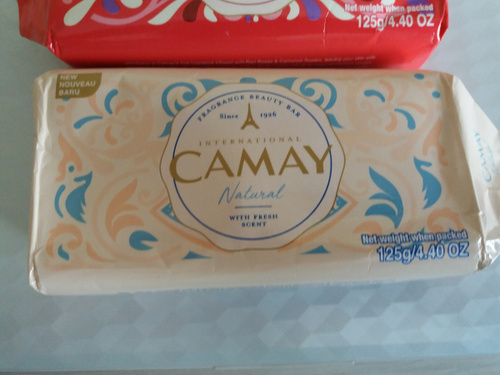 Net weight when packed
125g/4.40 OZ
NEW
NOUVEAU
BARU
FRAGRANCE BEAUTY BAR
Since 1926
INTERNATIONAL
CAMAY
Natural
WITH FRESH
SCENT
Net weight when packed
125g/4.40 OZ
CAMAY